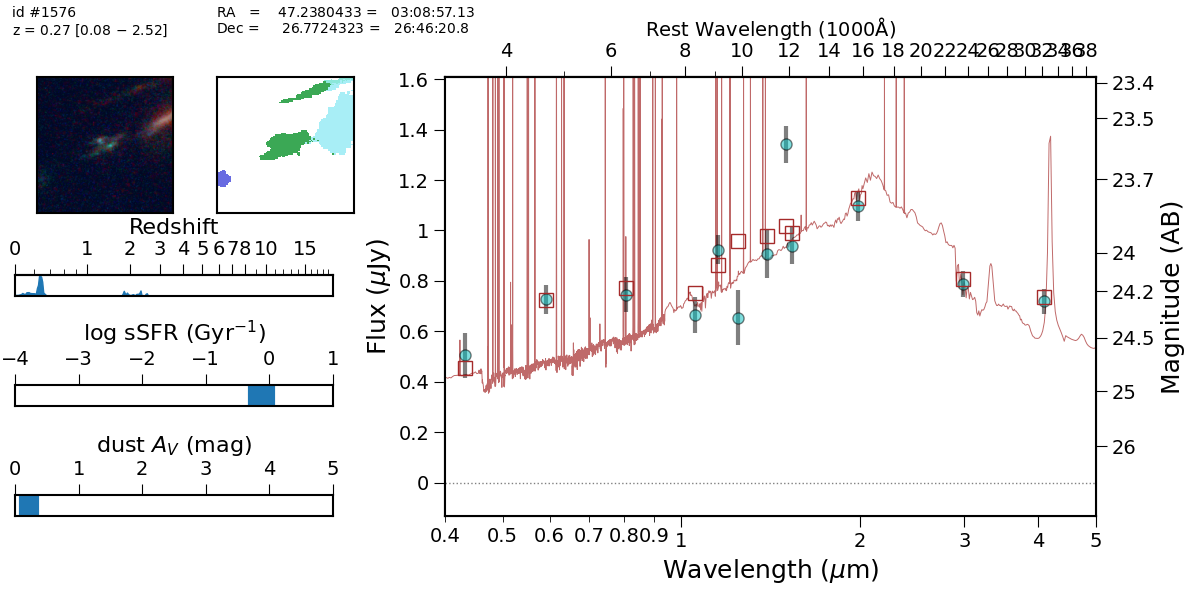 id #1576
z = 0.27 [0.08 − 2.52]
RA = 47.2380433 = 03:08:57.13
Dec = 26.7724323 = 26:46:20.8
Redshift
0 1 2 3 4 5 6 7 8 10 15
log sSFR (Gyr⁻¹)
−4 −3 −2 −1 0 1
dust A_V (mag)
0 1 2 3 4 5
Rest Wavelength (1000Å)
4 6 8 10 12 14 16 18 20 22 24 26 28 30 32 34 36 38
Flux (μJy)
1.6
1.4
1.2
1
0.8
0.6
0.4
0.2
0
23.4
23.5
23.7
24
24.2
24.5
25
26
Magnitude (AB)
0.4 0.5 0.6 0.7 0.8 0.9 1 2 3 4 5
Wavelength (μm)